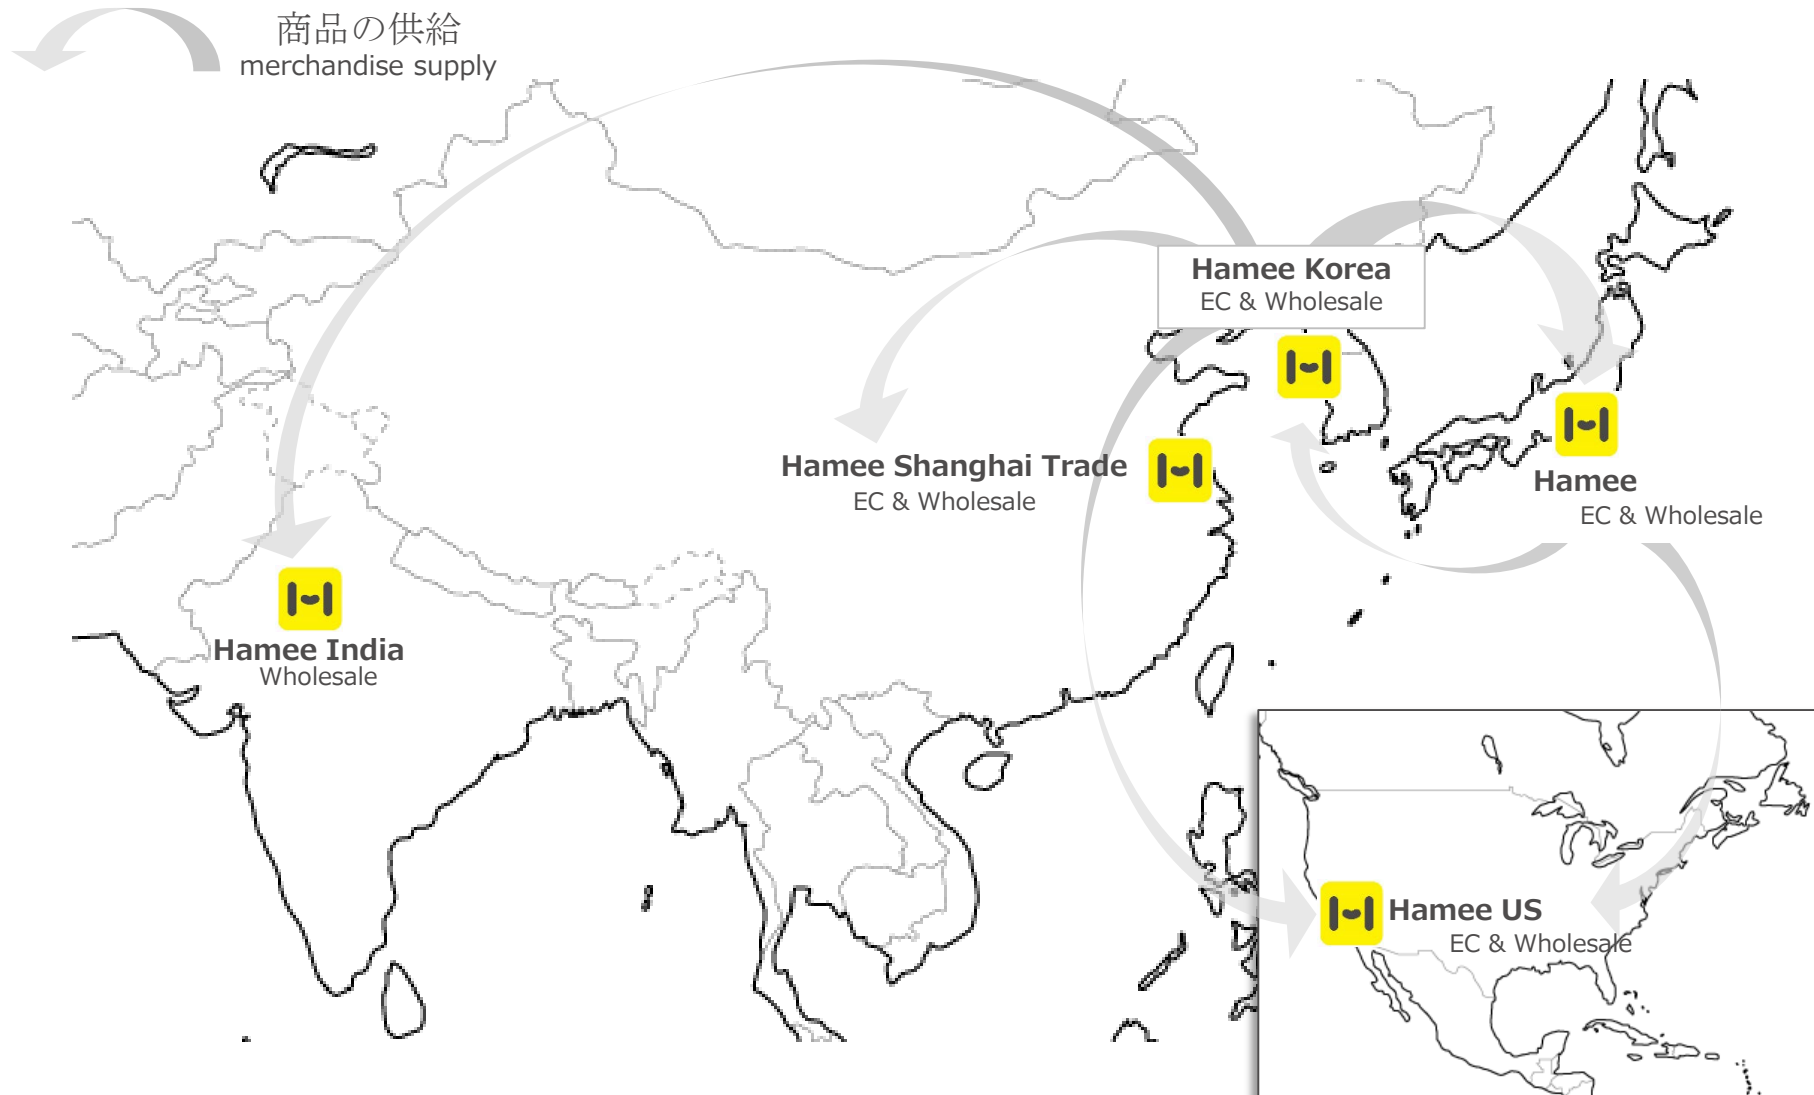 商品の供給
merchandise supply
Hamee Korea
EC & Wholesale
Hamee Shanghai Trade
EC & Wholesale
Hamee
EC & Wholesale
Hamee India
Wholesale
Hamee US
EC & Wholesale